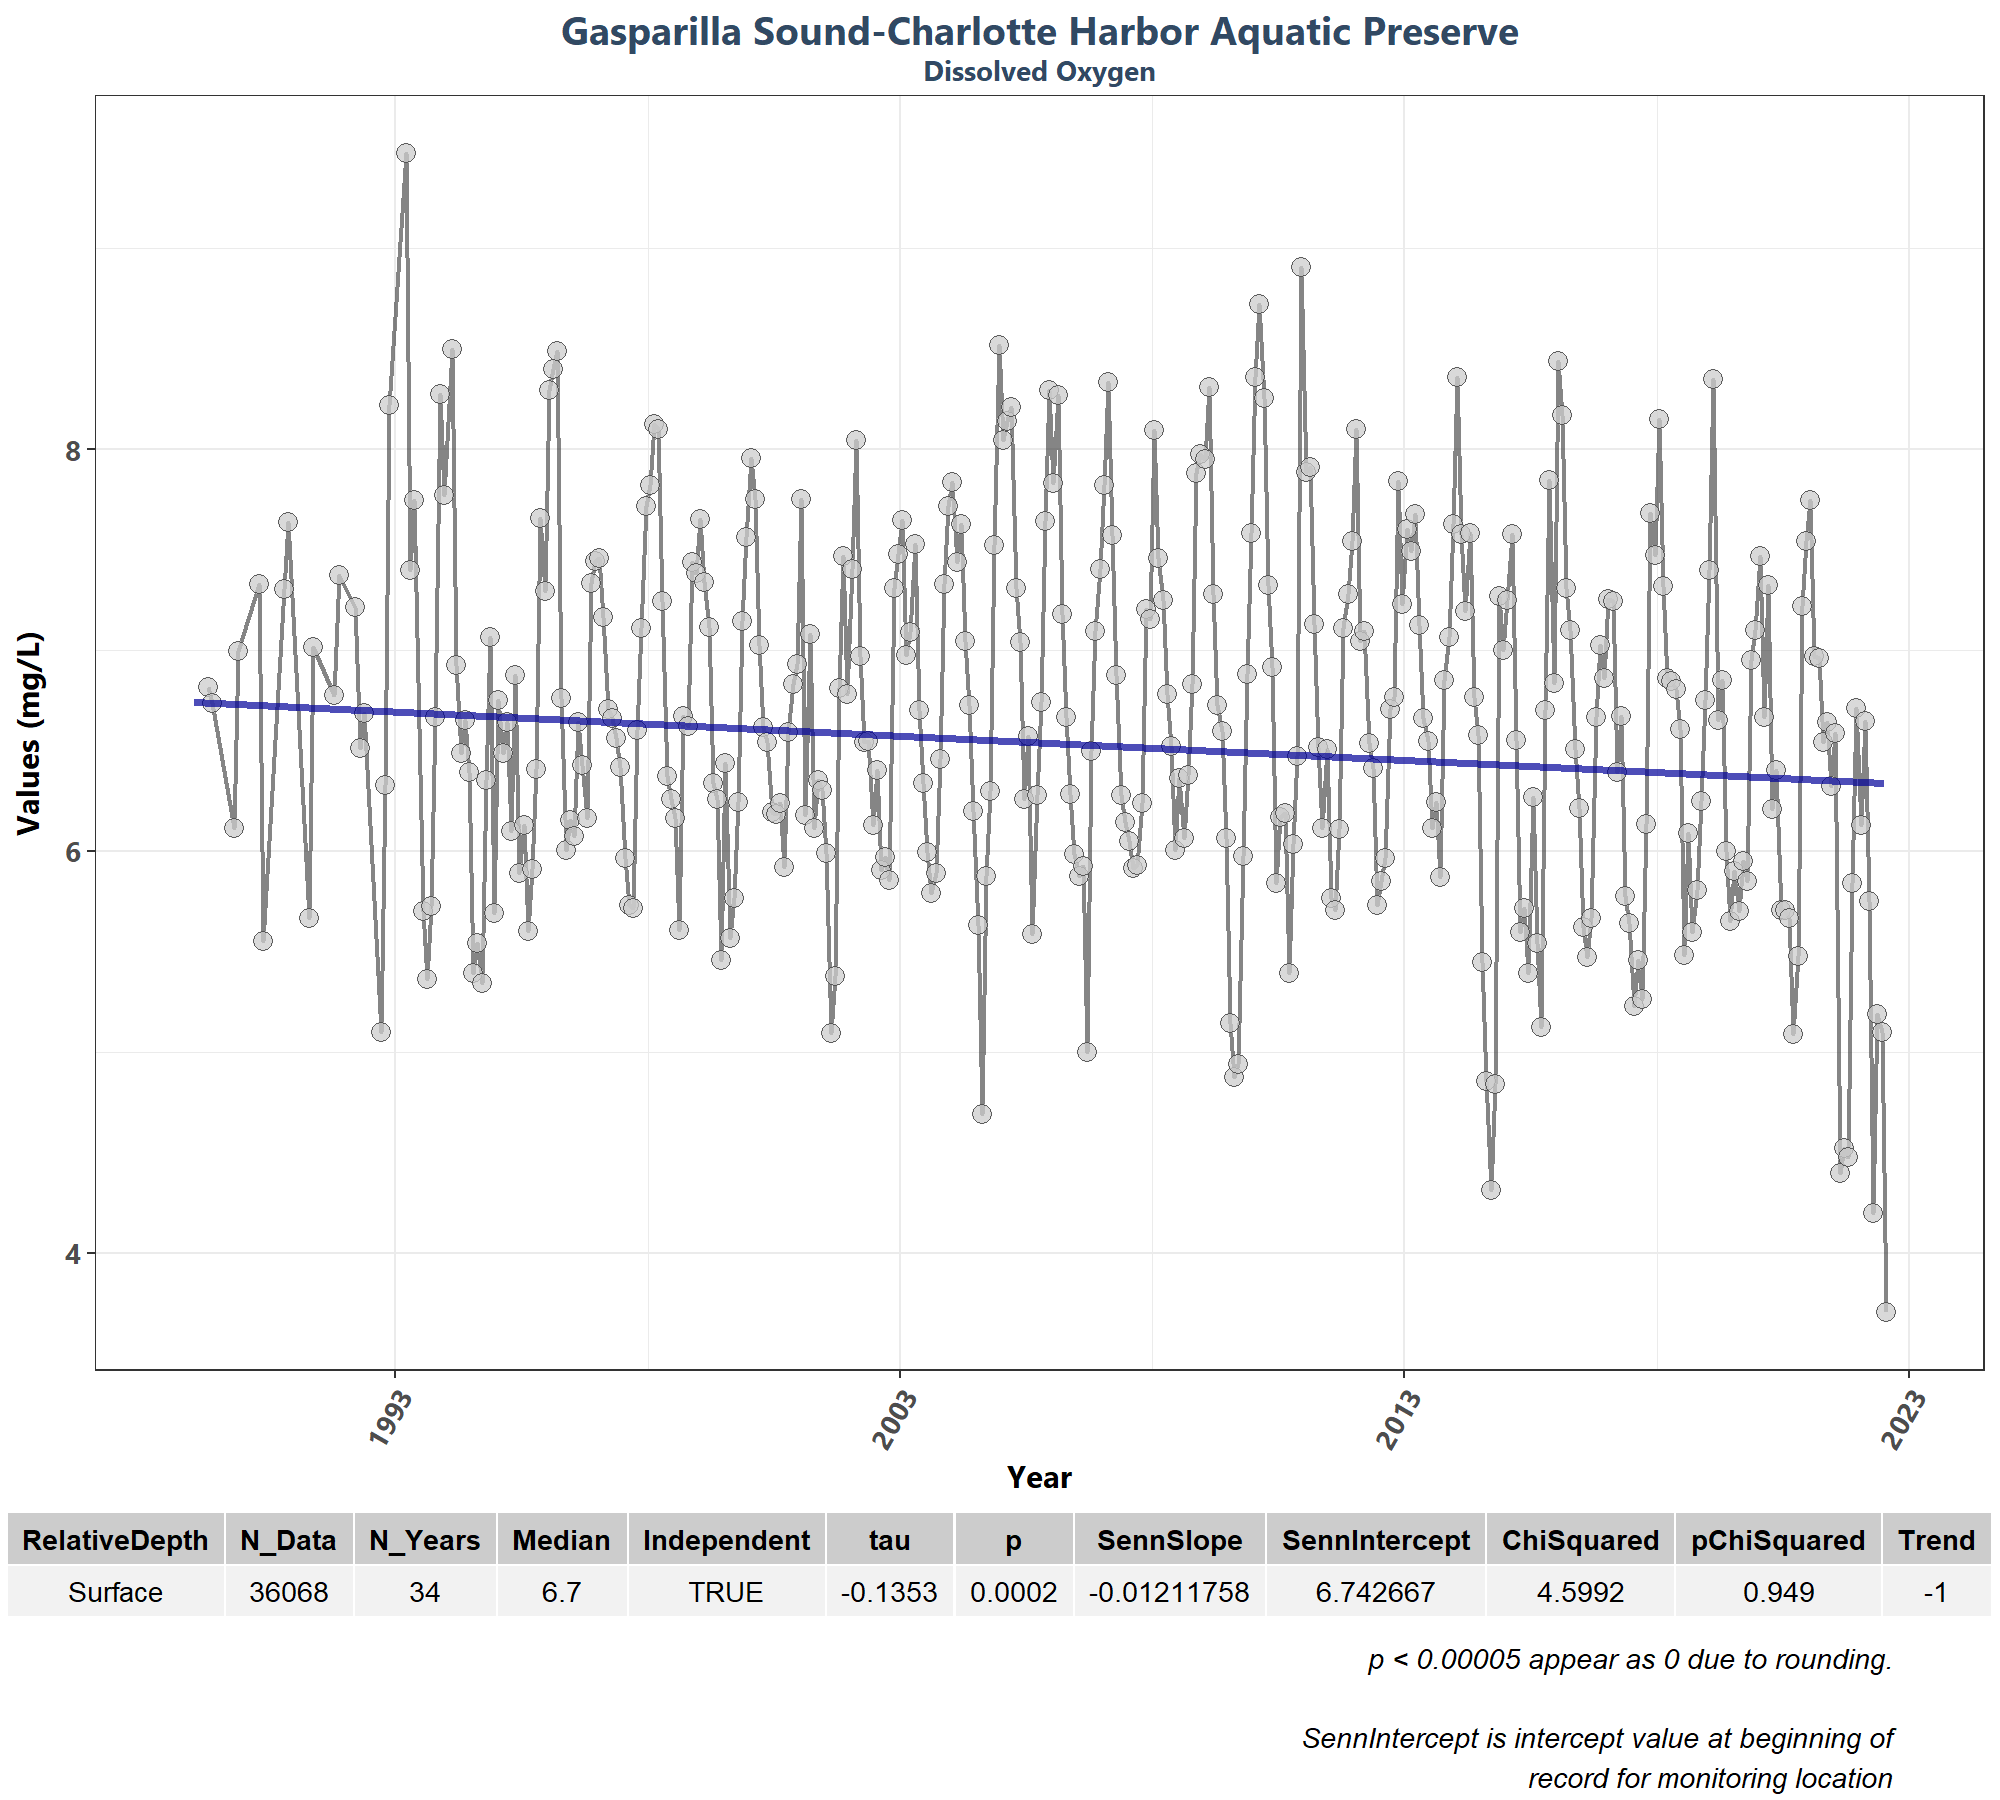 Gasparilla Sound-Charlotte Harbor Aquatic Preserve
Dissolved Oxygen
Values (mg/L)
8
6
4
1993
2003
2013
2023
Year
RelativeDepth N_Data N_Years Median Independent tau p SennSlope SennIntercept ChiSquared pChiSquared Trend
Surface 36068 34 6.7 TRUE -0.1353 0.0002 -0.01211758 6.742667 4.5992 0.949 -1
p < 0.00005 appear as 0 due to rounding.
SennIntercept is intercept value at beginning of
record for monitoring location